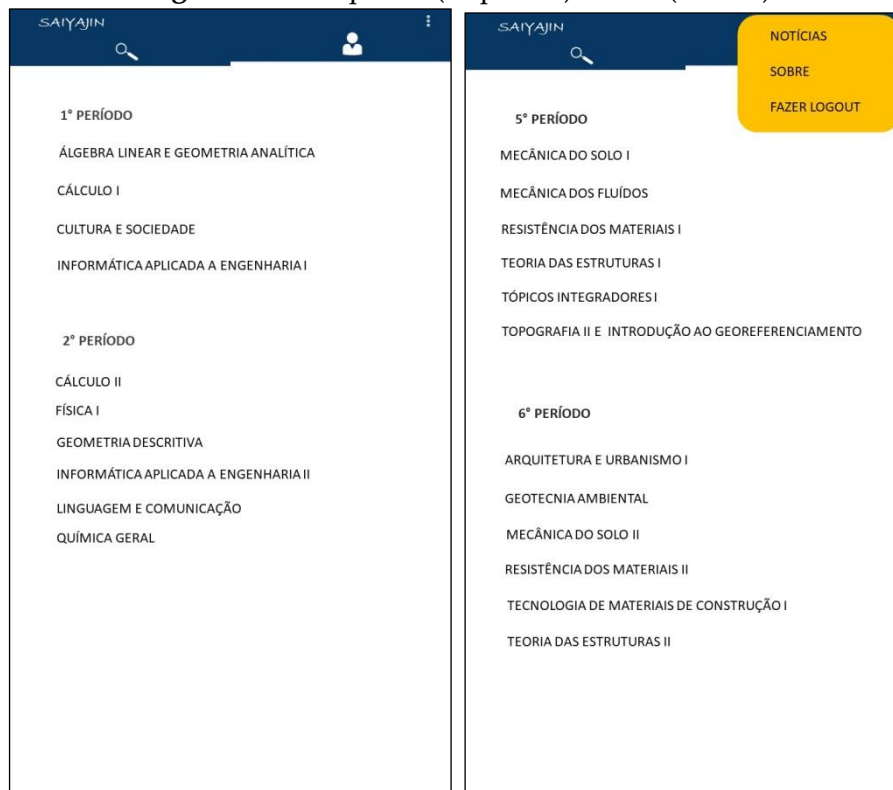 SAIYAJIN
1° PERÍODO
ÁLGEBRA LINEAR E GEOMETRIA ANALÍTICA
CÁLCULO I
CULTURA E SOCIEDADE
INFORMÁTICA APLICADA A ENGENHARIA I
2° PERÍODO
CÁLCULO II
FÍSICA I
GEOMETRIA DESCRITIVA
INFORMÁTICA APLICADA A ENGENHARIA II
LINGUAGEM E COMUNICAÇÃO
QUÍMICA GERAL
SAIYAJIN
NOTÍCIAS
SOBRE
FAZER LOGOUT
5° PERÍODO
MECÂNICA DO SOLO I
MECÂNICA DOS FLUÍDOS
RESISTÊNCIA DOS MATERIAIS I
TEORIA DAS ESTRUTURAS I
TÓPICOS INTEGRADORES I
TOPOGRAFIA II E INTRODUÇÃO AO GEOREFERENCIAMENTO
6° PERÍODO
ARQUITETURA E URBANISMO I
GEOTECNIA AMBIENTAL
MECÂNICA DO SOLO II
RESISTÊNCIA DOS MATERIAIS II
TECNOLOGIA DE MATERIAIS DE CONSTRUÇÃO I
TEORIA DAS ESTRUTURAS II